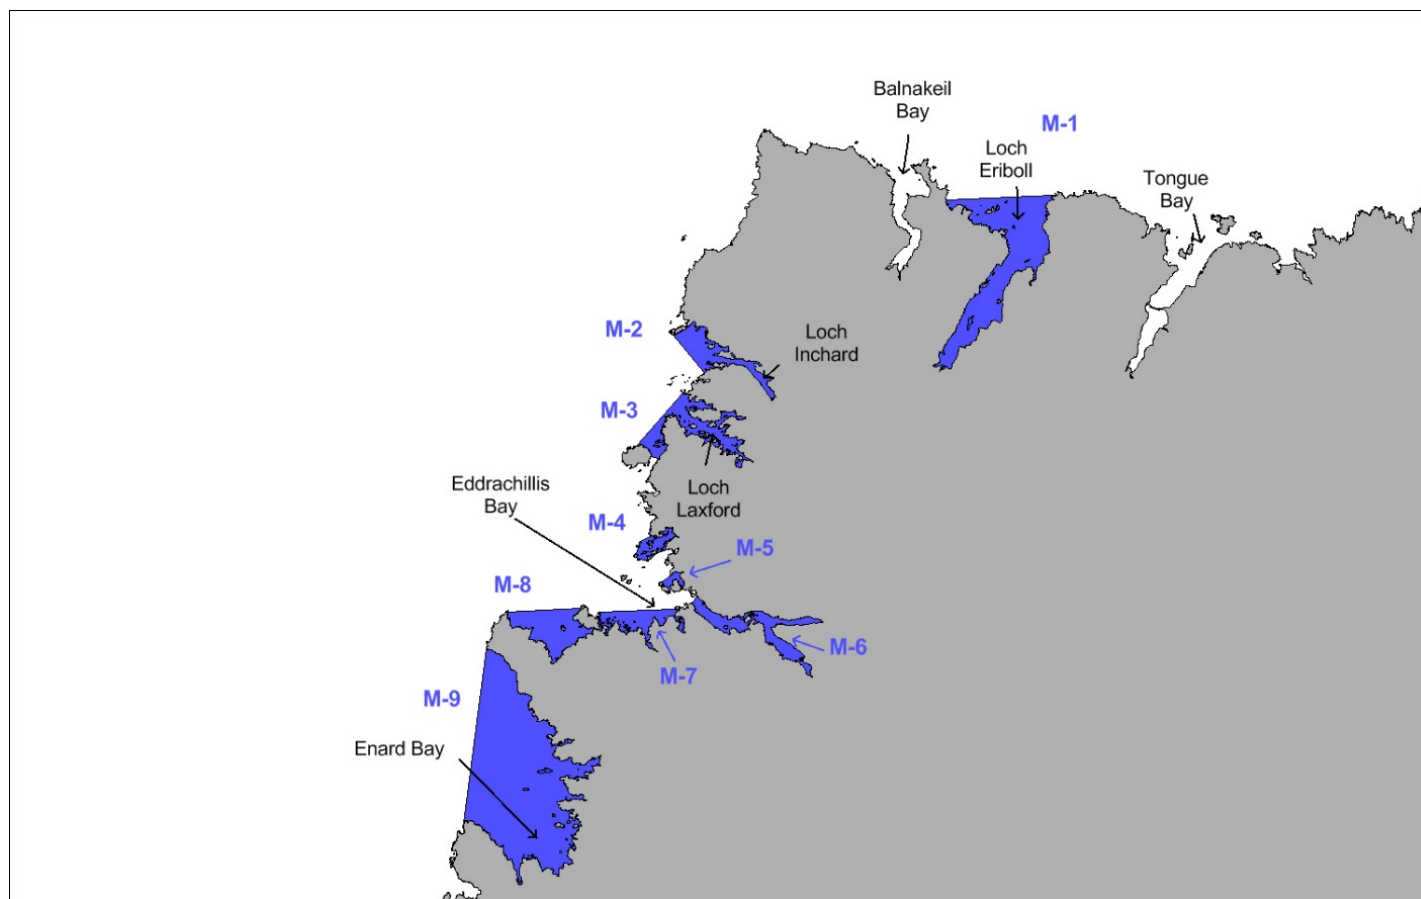 Balnakeil
Bay
M-1
Loch
Eriboll
Tongue
Bay
M-2
Loch
Inchard
M-3
Eddrachillis
Bay
Loch
Laxford
M-4
M-5
M-8
M-6
M-7
M-9
Enard Bay